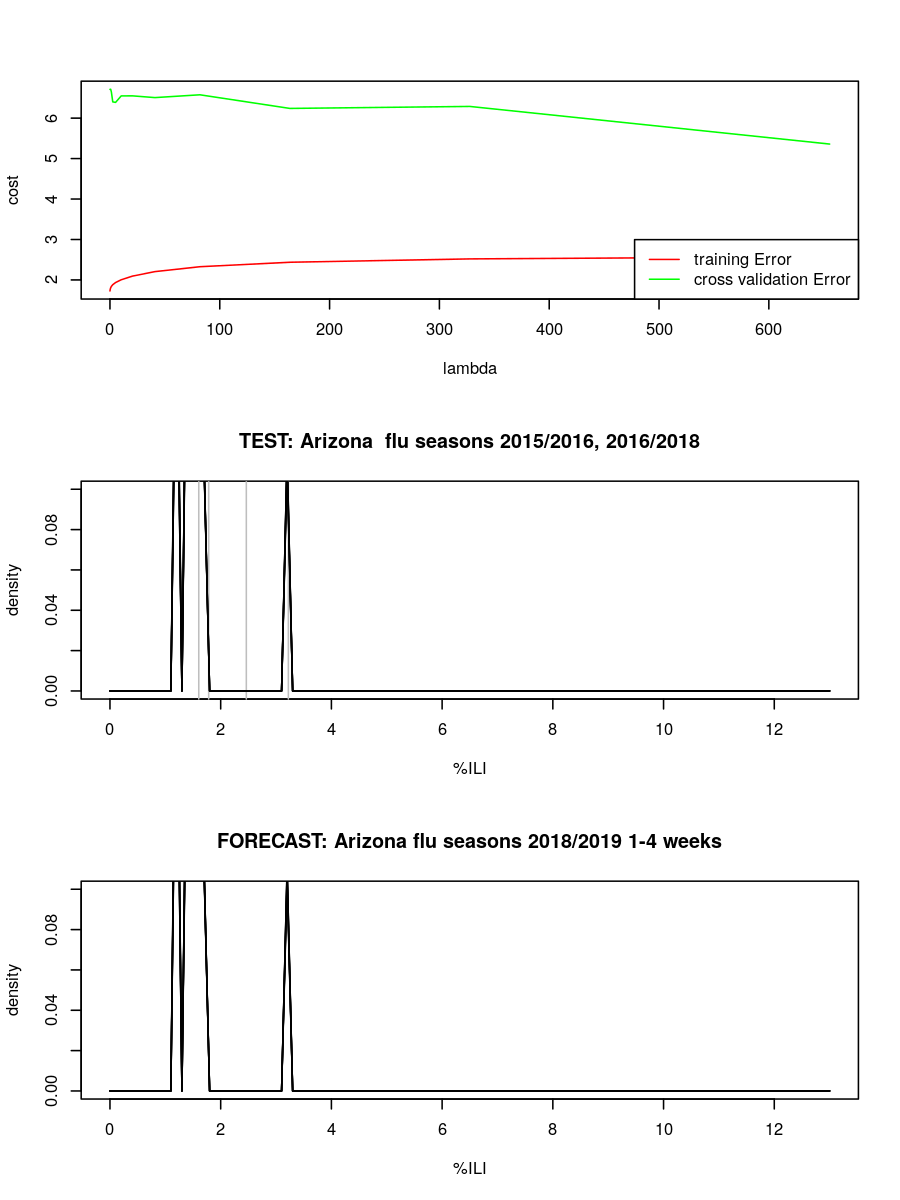 6
5
4
3
2
cost
training Error
cross validation Error
0 100 200 300 400 500 600
lambda
TEST: Arizona  flu seasons 2015/2016, 2016/2018
0.08
0.04
0.00
density
0 2 4 6 8 10 12
%ILI
FORECAST: Arizona flu seasons 2018/2019 1-4 weeks
0.08
0.04
0.00
density
0 2 4 6 8 10 12
%ILI